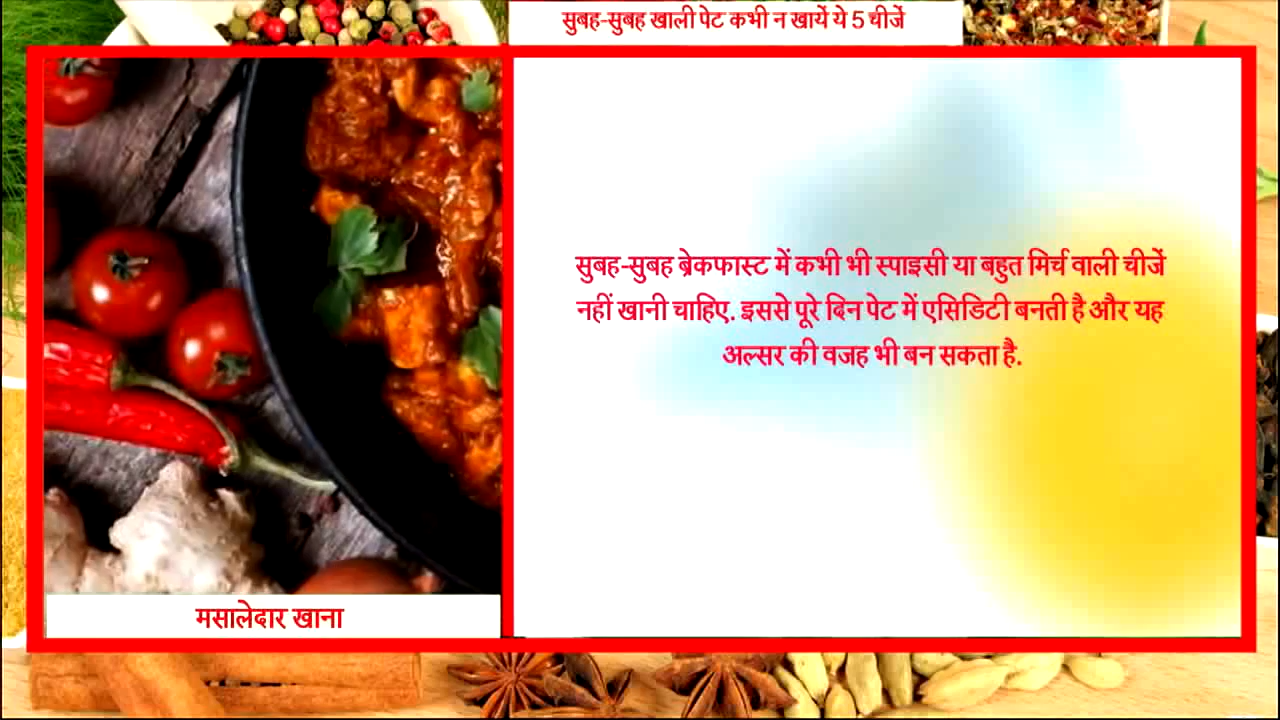 सुबह-सुबह खाली पेट कभी न खायें ये 5 चीजें
सुबह-सुबह ब्रेकफास्ट में कभी भी स्पाइसी या बहुत मिर्च वाली चीजें
नहीं खानी चाहिए. इससे पूरे दिन पेट में एसिडिटी बनती है और यह
अल्सर की वजह भी बन सकता है.
मसालेदार खाना